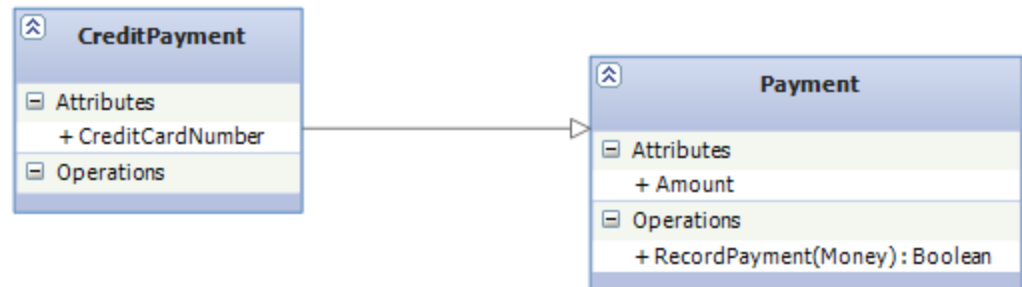 CreditPayment
Attributes
+ CreditCardNumber
Operations
Payment
Attributes
+ Amount
Operations
+ RecordPayment(Money) : Boolean